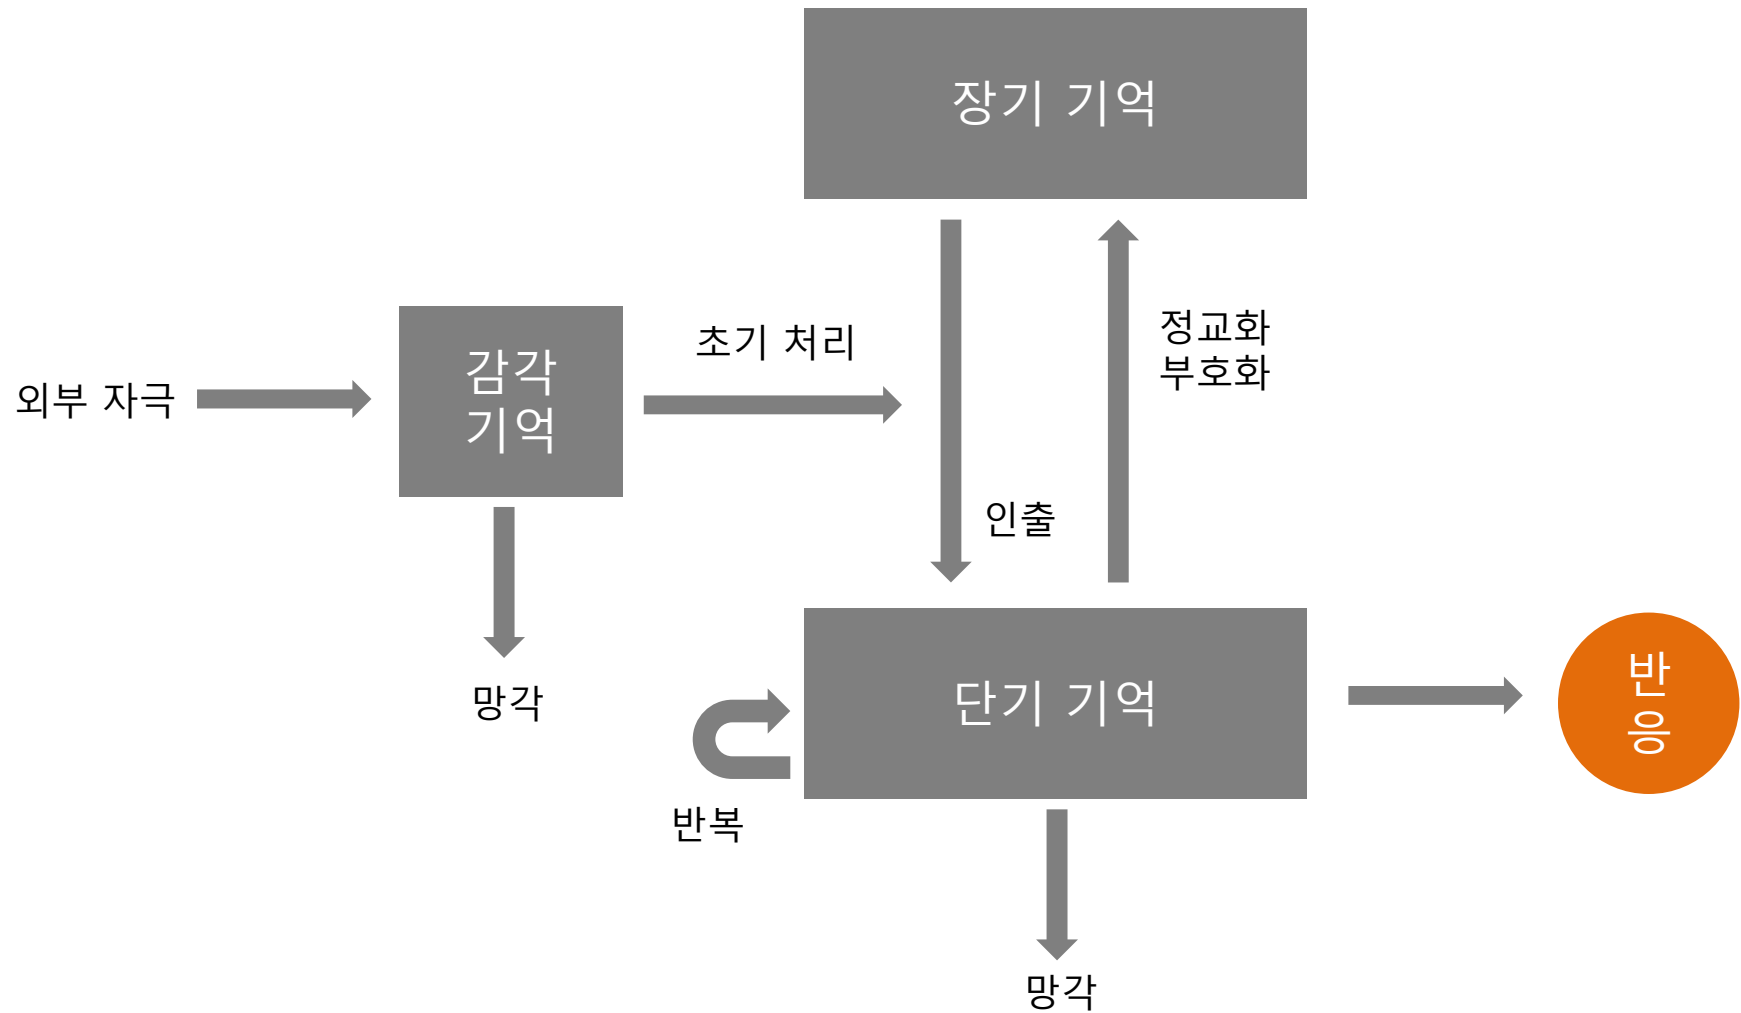 장기 기억
외부 자극
감각
기억
초기 처리
정교화
부호화
인출
망각
단기 기억
반
응
반복
망각